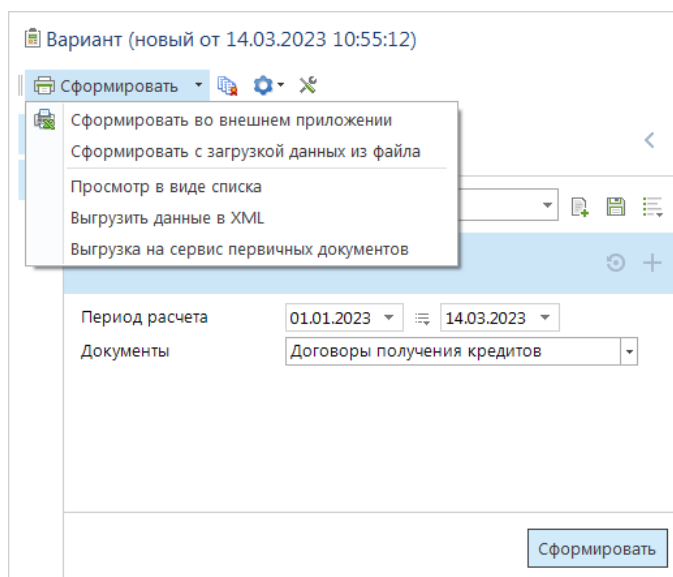 Вариант (новый от 14.03.2023 10:55:12)
Сформировать
Сформировать во внешнем приложении
Сформировать с загрузкой данных из файла
Просмотр в виде списка
Выгрузить данные в XML
Выгрузка на сервис первичных документов
Период расчета 01.01.2023 14.03.2023
Документы Договоры получения кредитов
Сформировать